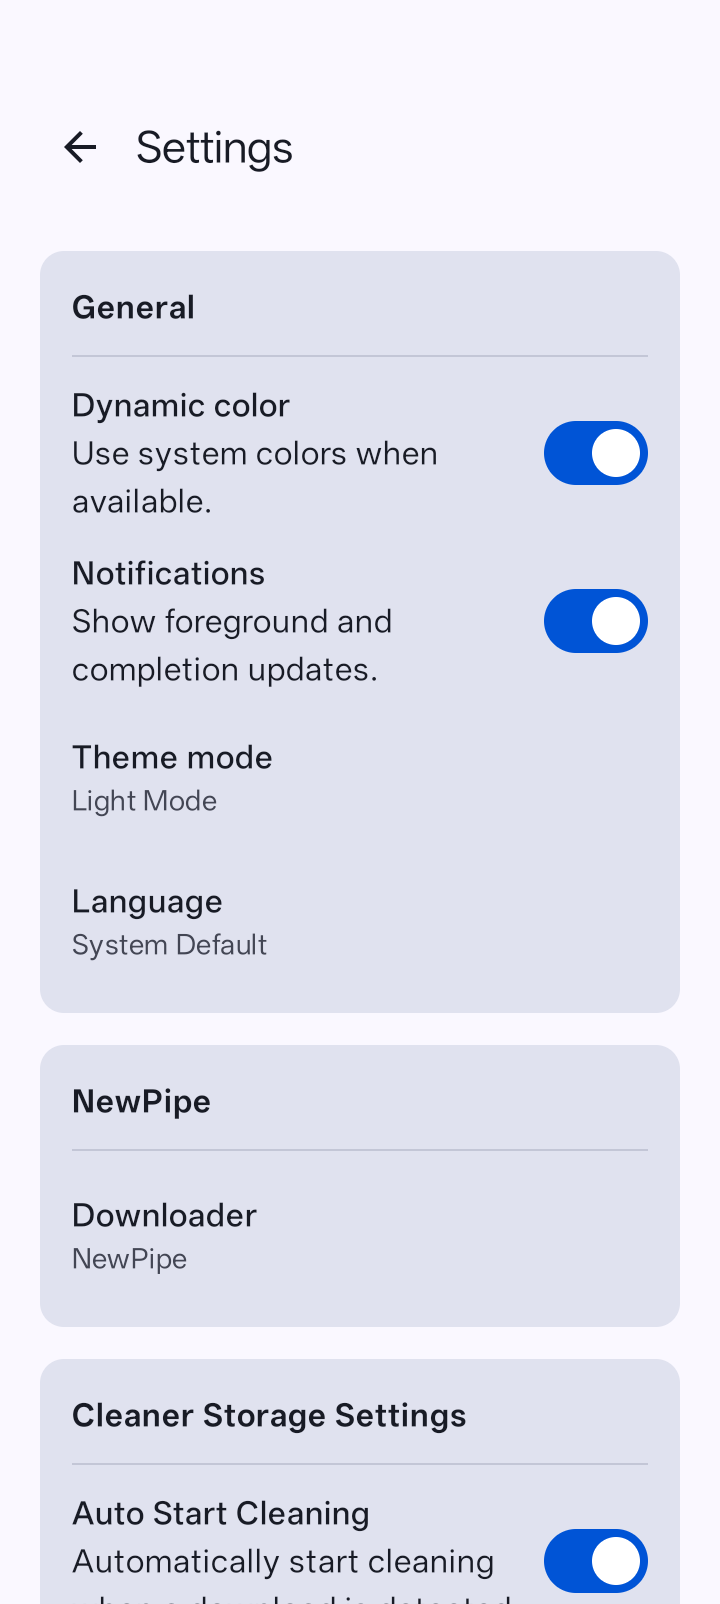 Settings
General
Dynamic color
Use system colors when
available.
Notifications
Show foreground and
completion updates.
Theme mode
Light Mode
Language
System Default
NewPipe
Downloader
NewPipe
Cleaner Storage Settings
Auto Start Cleaning
Automatically start cleaning